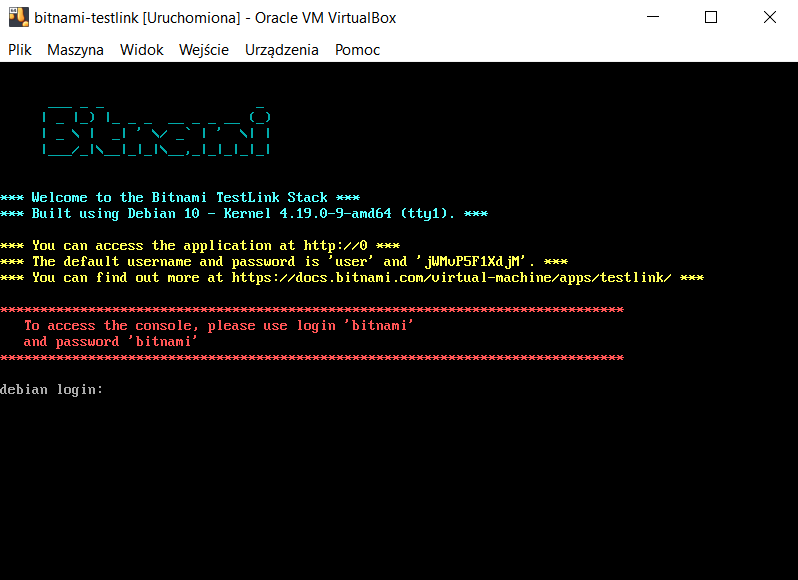 bitnami-testlink [Uruchomiona] - Oracle VM VirtualBox
Plik Maszyna Widok Wejście Urządzenia Pomoc
Bitnami
*** Welcome to the Bitnami TestLink Stack ***
*** Built using Debian 10 - Kernel 4.19.0-9-amd64 (tty1). ***
*** You can access the application at http://0 ***
*** The default username and password is 'user' and 'jWMvP5F1XdjM'. ***
*** You can find out more at https://docs.bitnami.com/virtual-machine/apps/testlink/ ***
*******************************************************************************
To access the console, please use login 'bitnami'
and password 'bitnami'
*******************************************************************************
debian login: